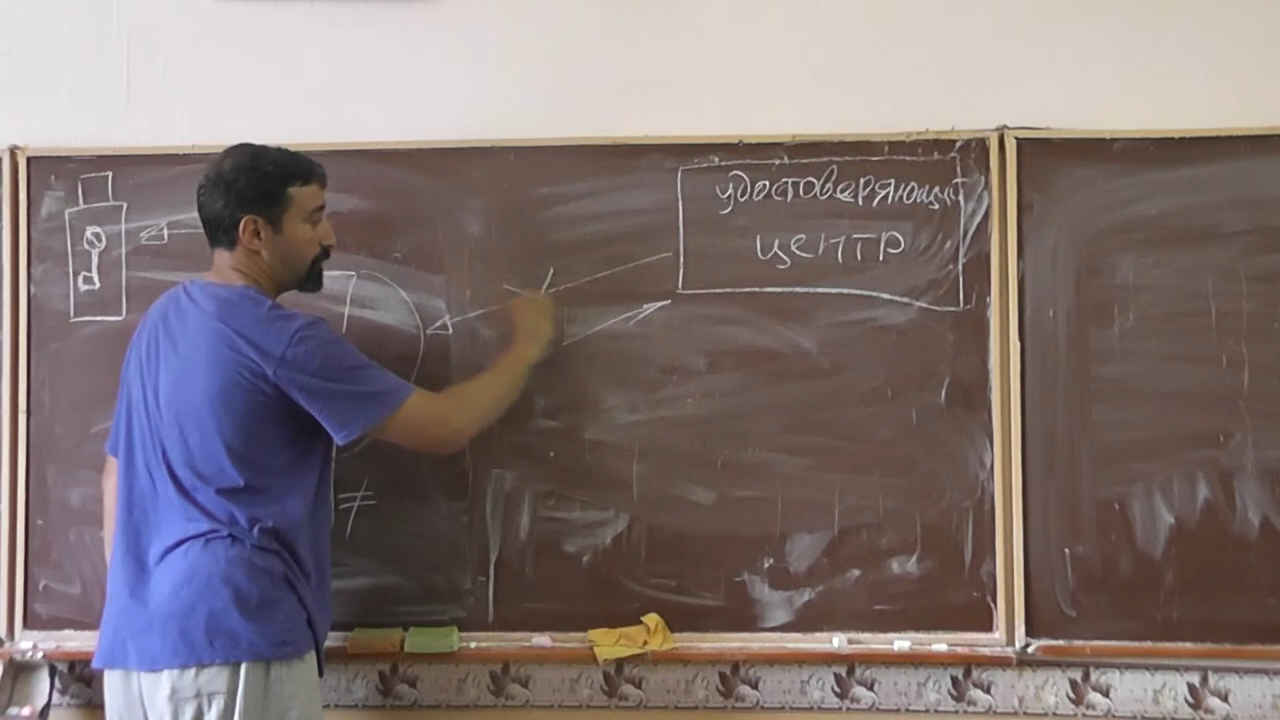 удостоверяющий
центр
≠